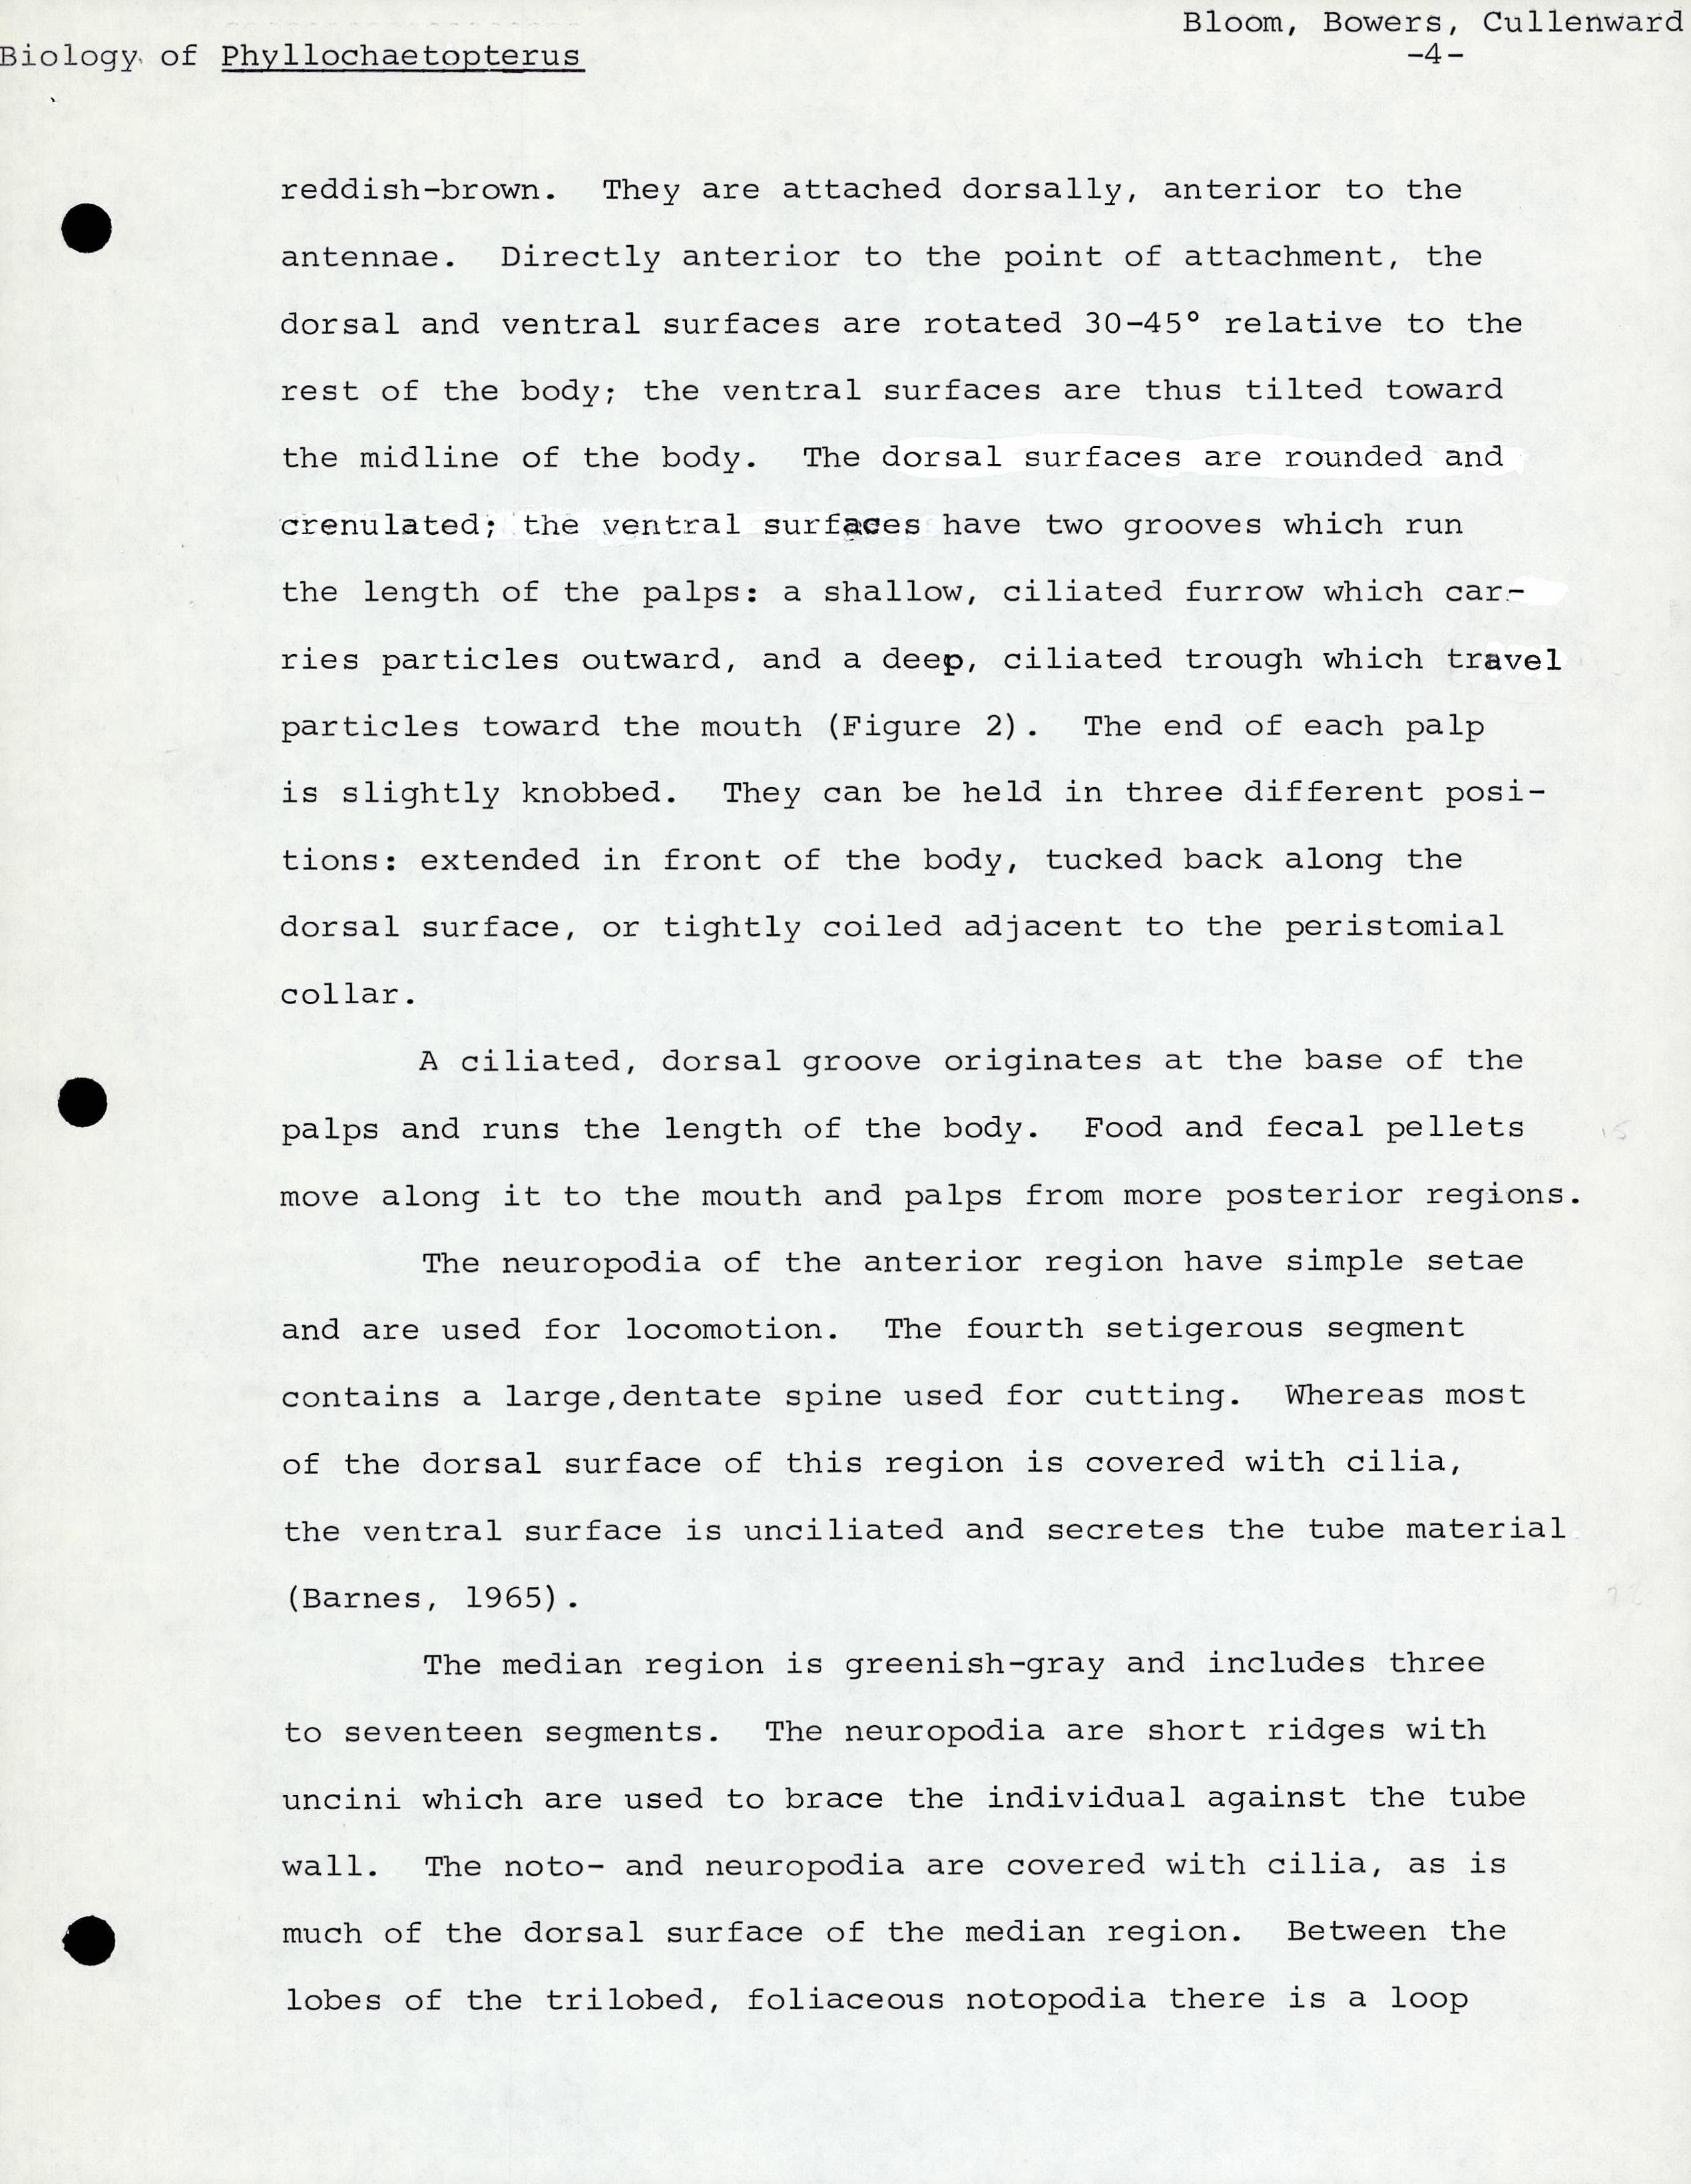 Bloom, Bowers, Cullenward
Biology of Phyllochaetopterus
-4-
reddish-brown.  They are attached dorsally, anterior to the
antennae.  Directly anterior to the point of attachment, the
dorsal and ventral surfaces are rotated 30-45° relative to the
rest of the body; the ventral surfaces are thus tilted toward
the midline of the body.  The dorsal surfaces are rounded and
crenulated; the ventral surfaces have two grooves which run
the length of the palps: a shallow, ciliated furrow which car-
ries particles outward, and a deep, ciliated trough which travel
particles toward the mouth (Figure 2).  The end of each palp
is slightly knobbed.  They can be held in three different posi-
tions: extended in front of the body, tucked back along the
dorsal surface, or tightly coiled adjacent to the peristomial
collar.
A ciliated, dorsal groove originates at the base of the
palps and runs the length of the body.  Food and fecal pellets
move along it to the mouth and palps from more posterior regions.
The neuropodia of the anterior region have simple setae
and are used for locomotion.  The fourth setigerous segment
contains a large,dentate spine used for cutting.  Whereas most
of the dorsal surface of this region is covered with cilia,
the ventral surface is unciliated and secretes the tube material
(Barnes, 1965).
The median region is greenish-gray and includes three
to seventeen segments.  The neuropodia are short ridges with
uncini which are used to brace the individual against the tube
wall.  The noto- and neuropodia are covered with cilia, as is
much of the dorsal surface of the median region.  Between the
lobes of the trilobed, foliaceous notopodia there is a loop